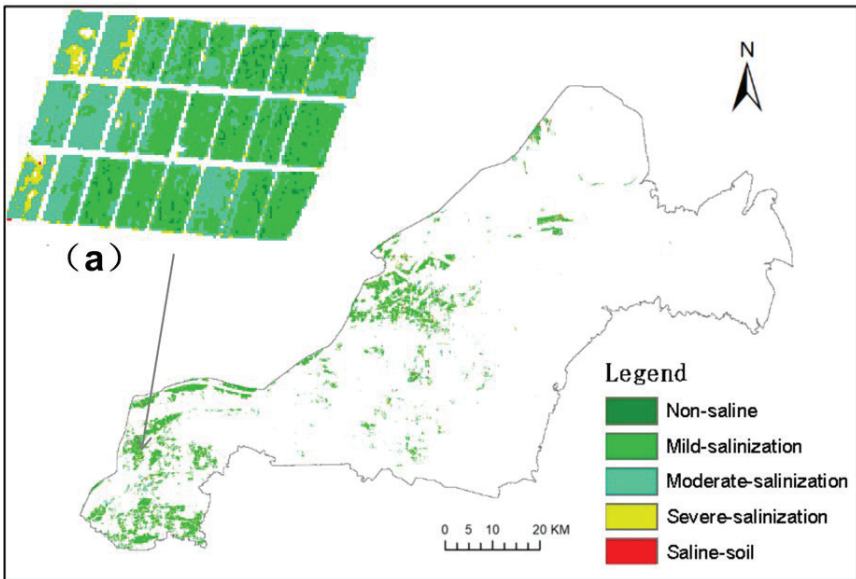 N
（a）
Legend
Non-saline
Mild-salinization
Moderate-salinization
Severe-salinization
Saline-soil
0 5 10 20 KM